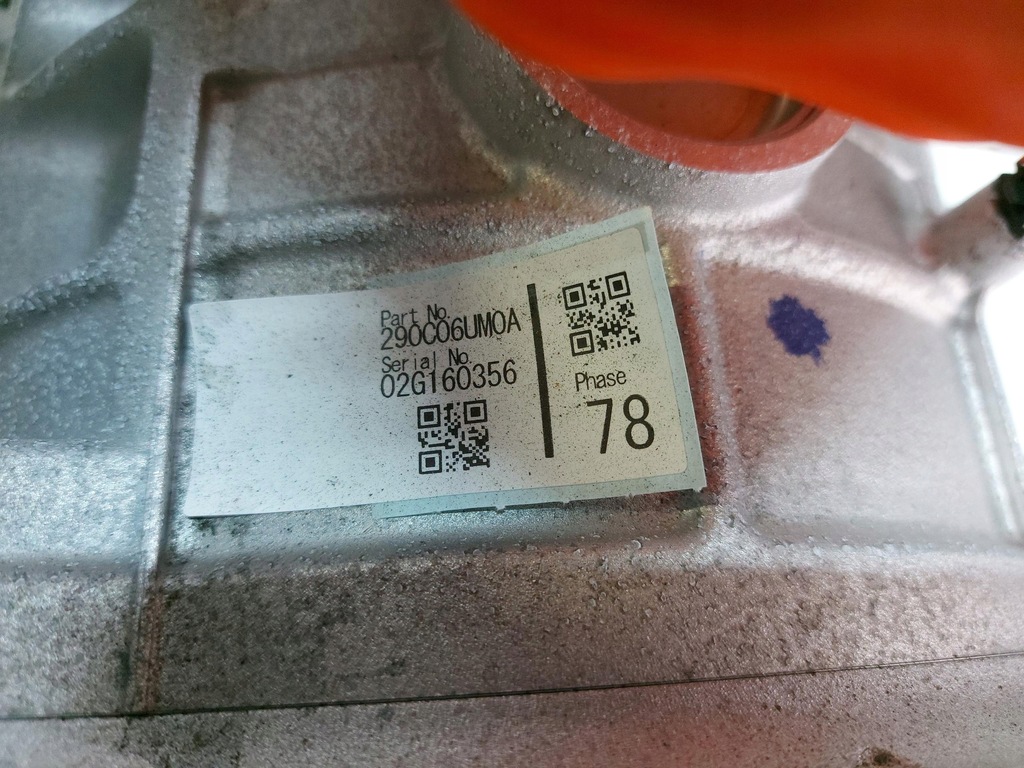 Part No.
290C06UM0A
Serial No.
02G160356
Phase
78